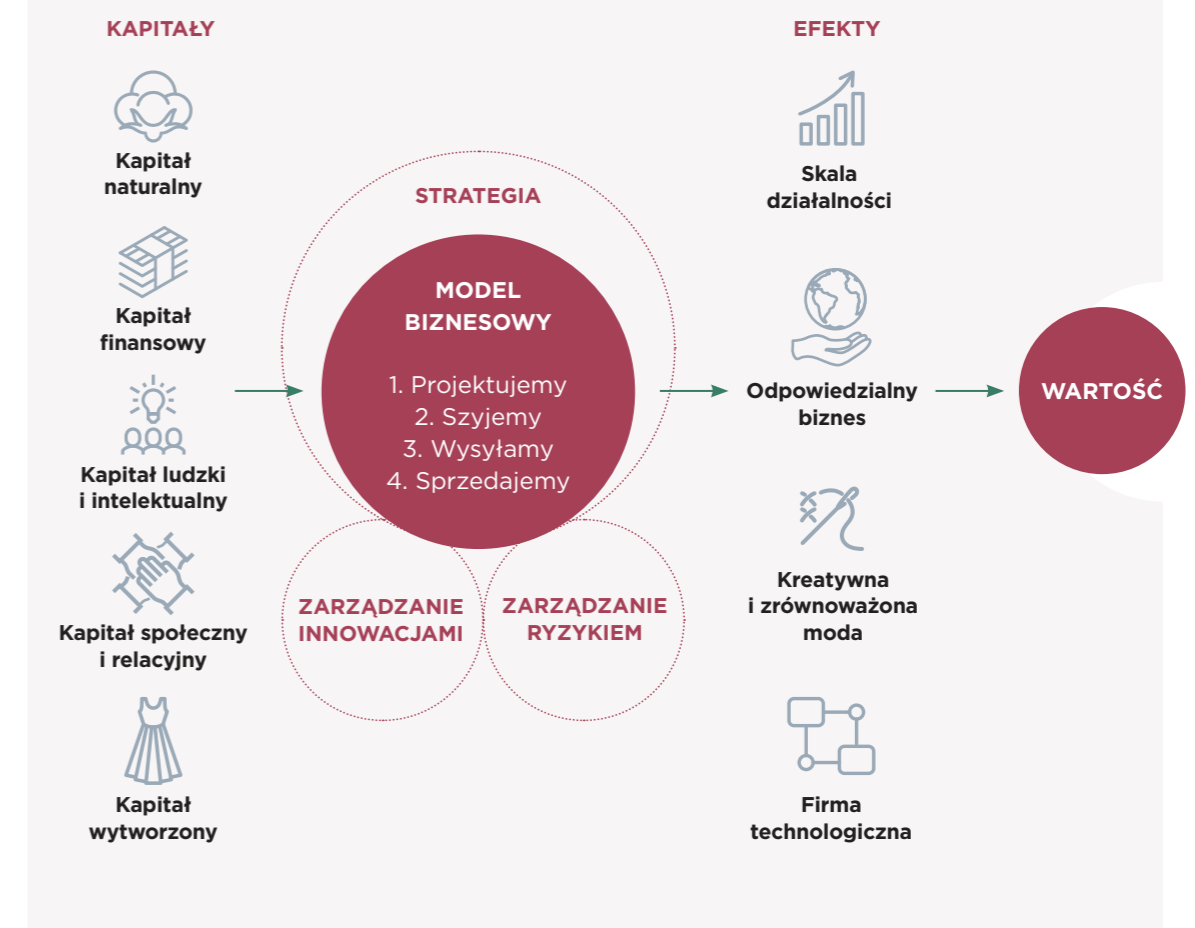 KAPITAŁY
Kapitał
naturalny
Kapitał
finansowy
Kapitał ludzki
i intelektualny
Kapitał społeczny
i relacyjny
Kapitał
wytworzony
STRATEGIA
MODEL
BIZNESOWY
1. Projektujemy
2. Szyjemy
3. Wysyłamy
4. Sprzedajemy
ZARZĄDZANIE
INNOWACJAMI
ZARZĄDZANIE
RYZYKIEM
EFEKTY
Skala
działalności
Odpowiedzialny
biznes
Kreatywna
i zrównoważona
moda
Firma
technologiczna
WARTOŚĆ